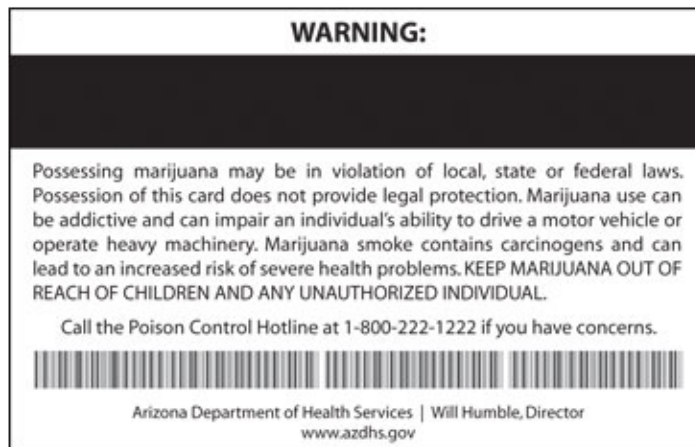 WARNING:
Possessing marijuana may be in violation of local, state or federal laws.
Possession of this card does not provide legal protection. Marijuana use can
be addictive and can impair an individual's ability to drive a motor vehicle or
operate heavy machinery. Marijuana smoke contains carcinogens and can
lead to an increased risk of severe health problems. KEEP MARIJUANA OUT OF
REACH OF CHILDREN AND ANY UNAUTHORIZED INDIVIDUAL.
Call the Poison Control Hotline at 1-800-222-1222 if you have concerns.
Arizona Department of Health Services | Will Humble, Director
www.azdhs.gov